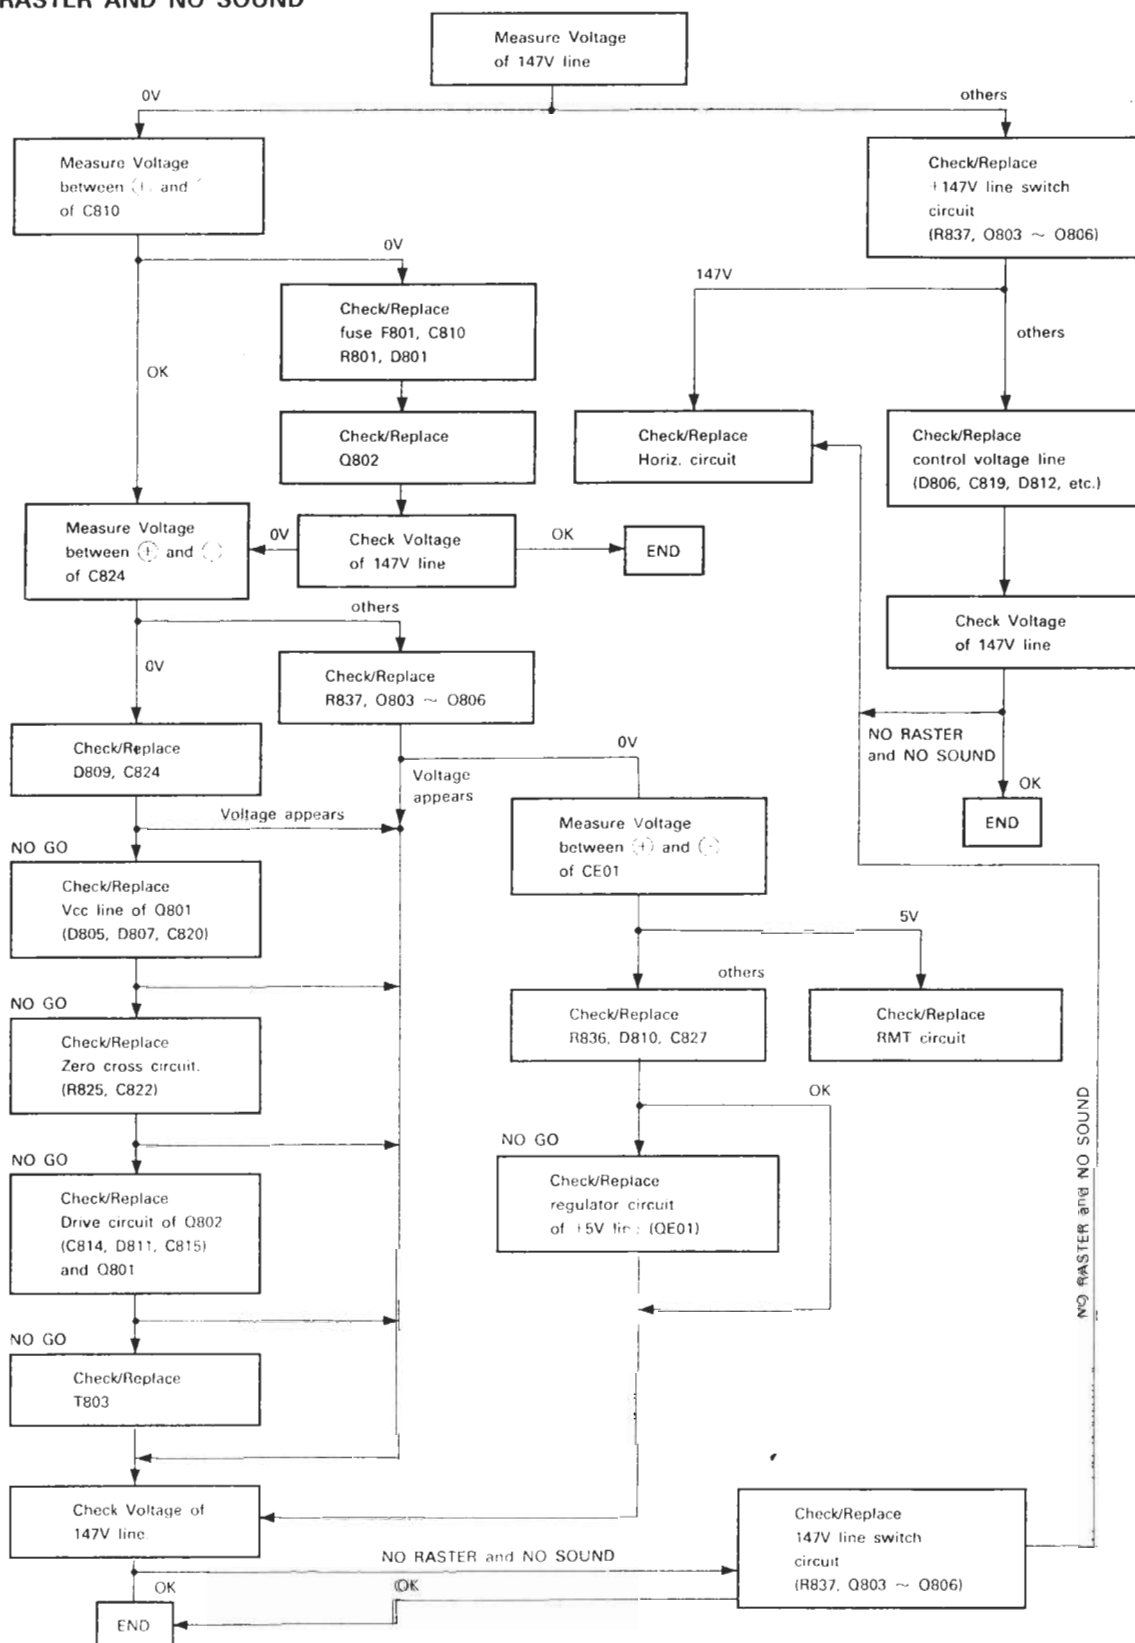 RASTER AND NO SOUND
Measure Voltage
of 147V line
0V
others
Measure Voltage
between + and
of C810
Check/Replace
+147V line switch
circuit
(R837, Q803 ~ Q806)
0V
147V
others
Check/Replace
fuse F801, C810
R801, D801
OK
Check/Replace
Q802
Check/Replace
Horiz. circuit
Check/Replace
control voltage line
(D806, C819, D812, etc.)
Measure Voltage
between + and -
of C824
0V
Check Voltage
of 147V line
OK
END
others
0V
Check Voltage
of 147V line
Check/Replace
R837, Q803 ~ Q806
NO RASTER
and NO SOUND
OK
END
Check/Replace
D809, C824
0V
Voltage
appears
Voltage appears
Measure Voltage
between + and -
of CE01
NO GO
Check/Replace
Vcc line of Q801
(D805, D807, C820)
5V
others
NO GO
Check/Replace
Zero cross circuit.
(R825, C822)
Check/Replace
R836, D810, C827
Check/Replace
RMT circuit
OK
NO GO
Check/Replace
regulator circuit
of +5V line (QE01)
NO GO
Check/Replace
Drive circuit of Q802
(C814, D811, C815)
and Q801
NO RASTER and NO SOUND
NO GO
Check/Replace
T803
Check Voltage of
147V line.
Check/Replace
147V line switch
circuit
(R837, Q803 ~ Q806)
NO RASTER and NO SOUND
OK
OK
END